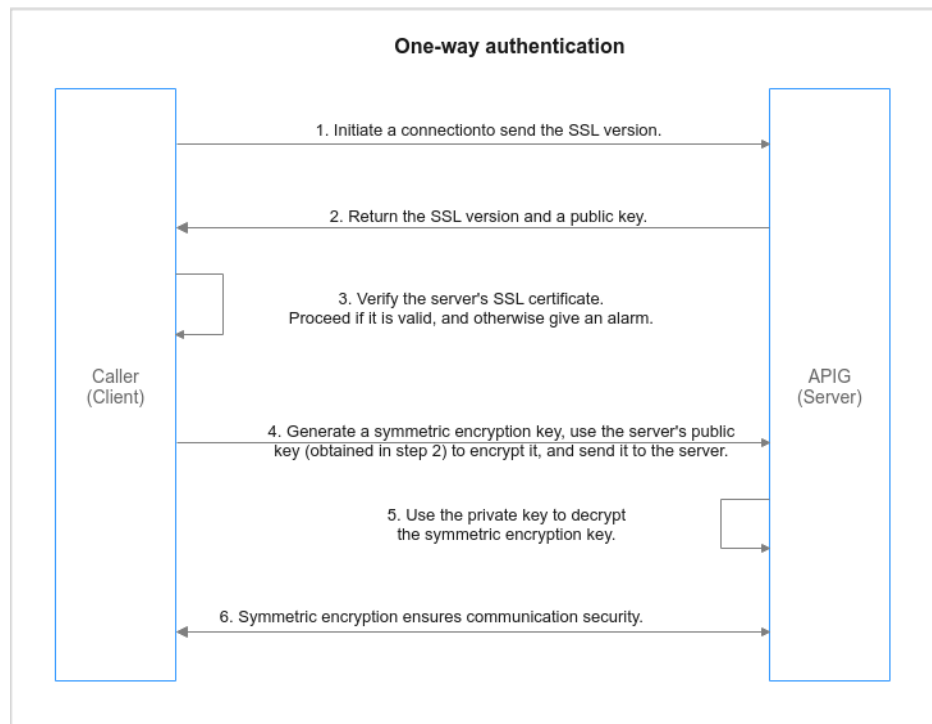 One-way authentication
1. Initiate a connectionto send the SSL version.
2. Return the SSL version and a public key.
3. Verify the server's SSL certificate.
Proceed if it is valid, and otherwise give an alarm.
Caller
(Client)
APIG
(Server)
4. Generate a symmetric encryption key, use the server's public
key (obtained in step 2) to encrypt it, and send it to the server.
5. Use the private key to decrypt
the symmetric encryption key.
6. Symmetric encryption ensures communication security.